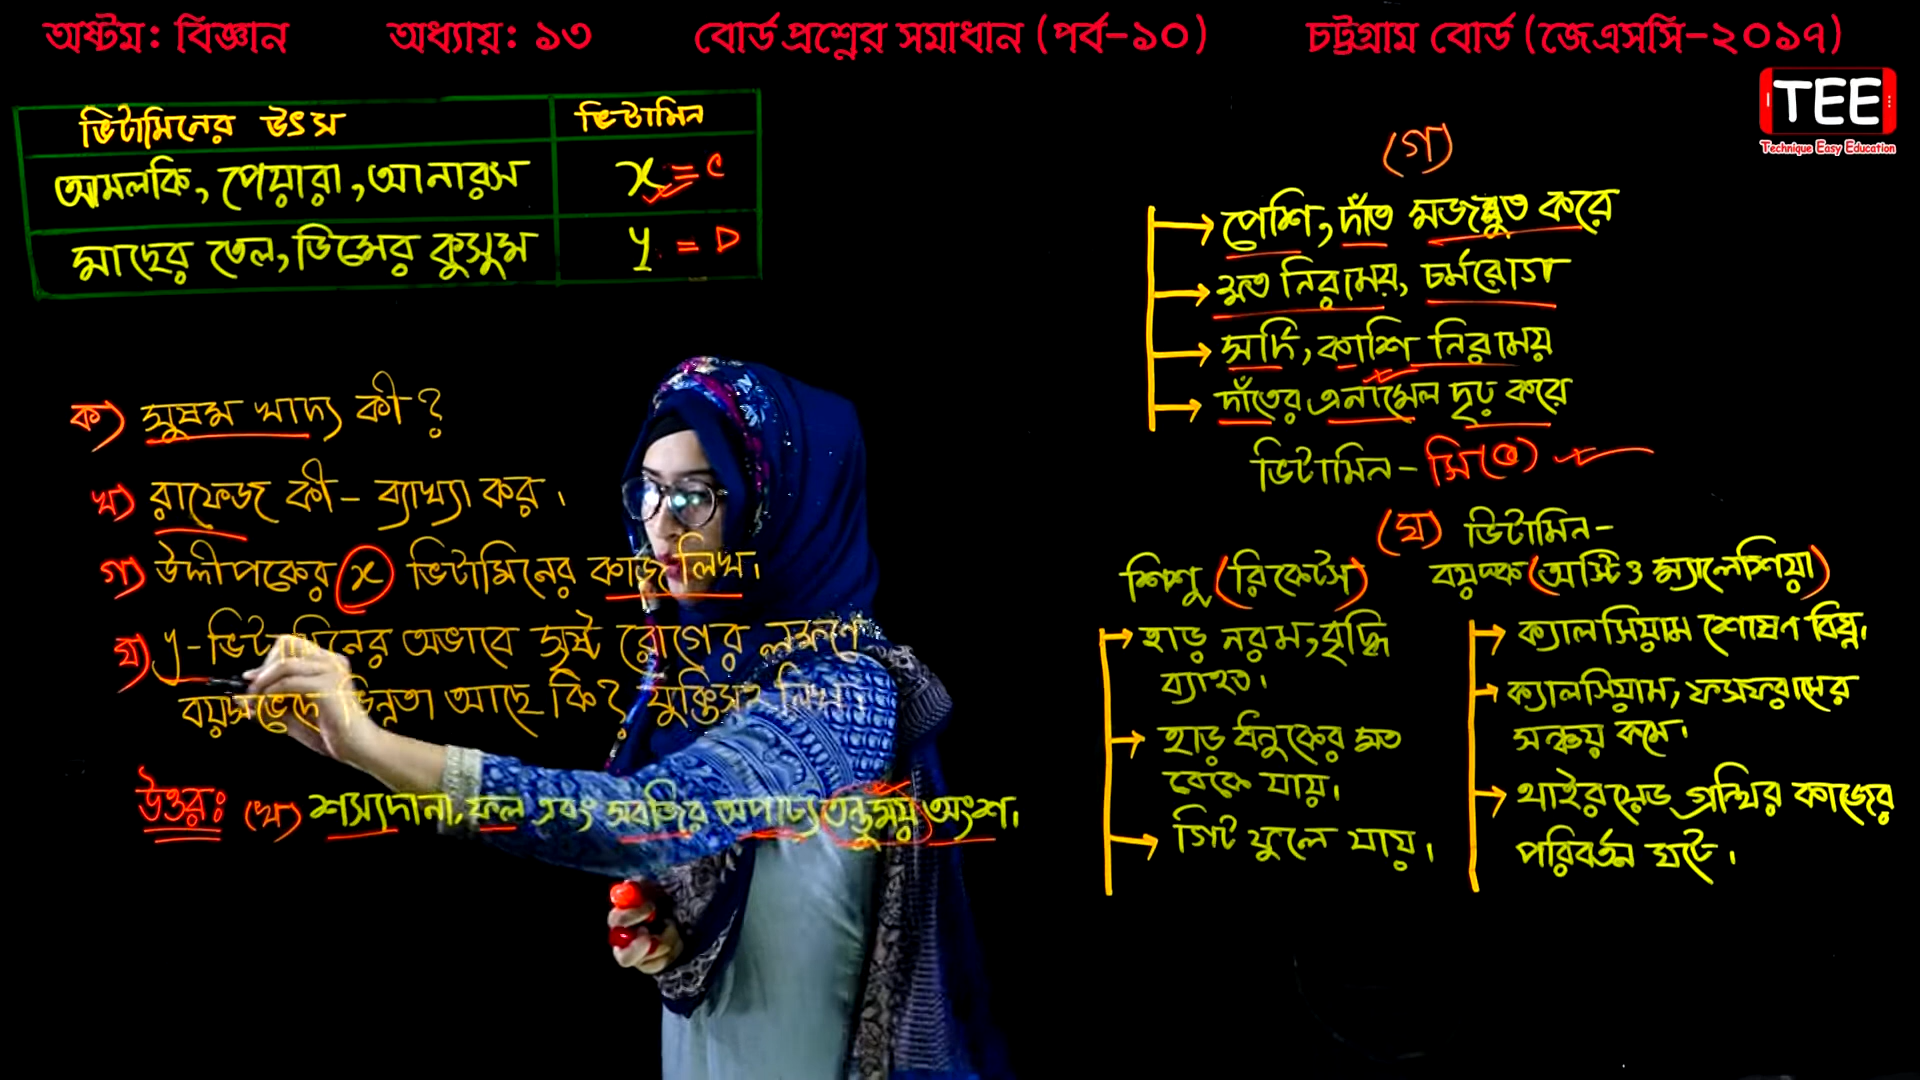 অষ্টম: বিজ্ঞান অধ্যায়: ১৩ বোর্ড প্রশ্নের সমাধান (পর্ব-১০) চট্টগ্রাম বোর্ড (জেএসসি-২০১৭)
TEE
Technique Easy Education
ভিটামিনের উৎস ভিটামিন
আমলকি, পেয়ারা, আনারস x = C
মাছের তেল, ডিমের কুসুম y = D
ক) সুষম খাদ্য কী?
খ) রাফেজ কী - ব্যাখ্যা কর।
গ) উদ্দীপকের x ভিটামিনের কাজ লিখ।
ঘ) y-ভিটামিনের অভাবে সৃষ্ট রোগের লক্ষণে
বয়সভেদে ভিন্নতা আছে কি? যুক্তিসহ লিখ।
উত্তর: (খ) শস্যদানা, ফল এবং সবজির অপাচ্য তন্তুময় অংশ।
(গ)
পেশি, দাঁত মজবুত করে
ক্ষত নিরাময়, চর্মরোগ
সর্দি, কাশি নিরাময়
দাঁতের এনামেল দৃঢ় করে
ভিটামিন - সি(C)
(ঘ) ভিটামিন -
শিশু (রিকেটস) বয়স্ক (অস্টিও ম্যালেশিয়া)
হাড় নরম, বৃদ্ধি
ব্যাহত।
হাড় ধনুকের মত
বেকে যায়।
গিট ফুলে যায়।
ক্যালসিয়াম শোষণ বিঘ্ন।
ক্যালসিয়াম, ফসফরাসের
সঞ্চয় কমে।
থাইরয়েড গ্রন্থির কাজের
পরিবর্তন ঘটে।